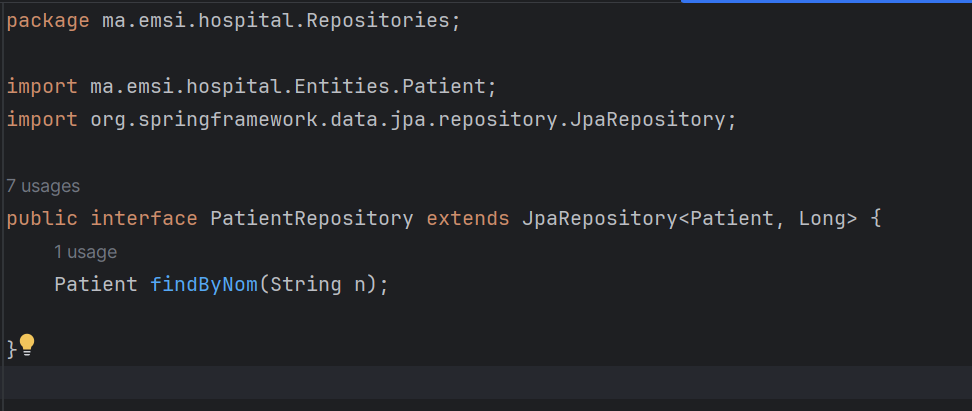 package ma.emsi.hospital.Repositories;
import ma.emsi.hospital.Entities.Patient;
import org.springframework.data.jpa.repository.JpaRepository;
7 usages
public interface PatientRepository extends JpaRepository<Patient, Long> {
1 usage
Patient findByNom(String n);
}